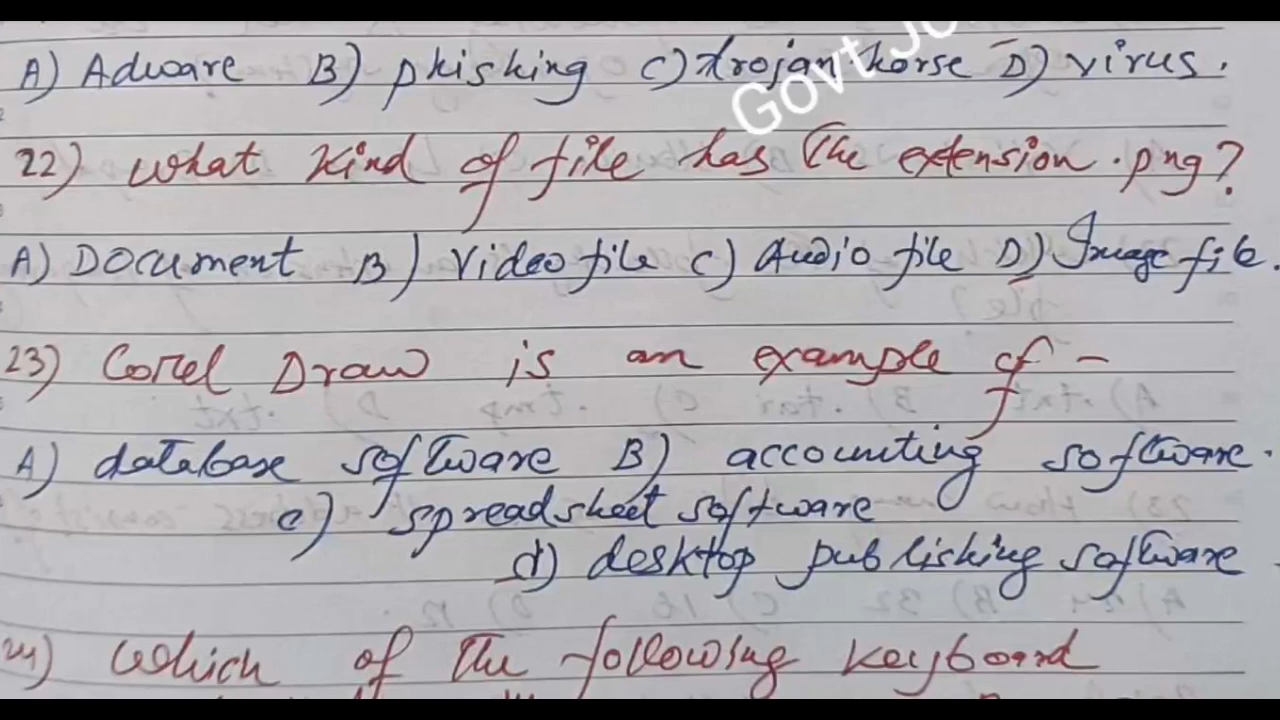 A) Adware B) phishing C) trojan horse D) virus.
Govt Jo
22) What kind of file has the extension .png?
A) Document B) Video file C) Audio file D) Image file.
23) Corel Draw is an example of -
A) database software B) accounting software.
c) spreadsheet software
d) desktop publishing software
24) Which of the following keyboard